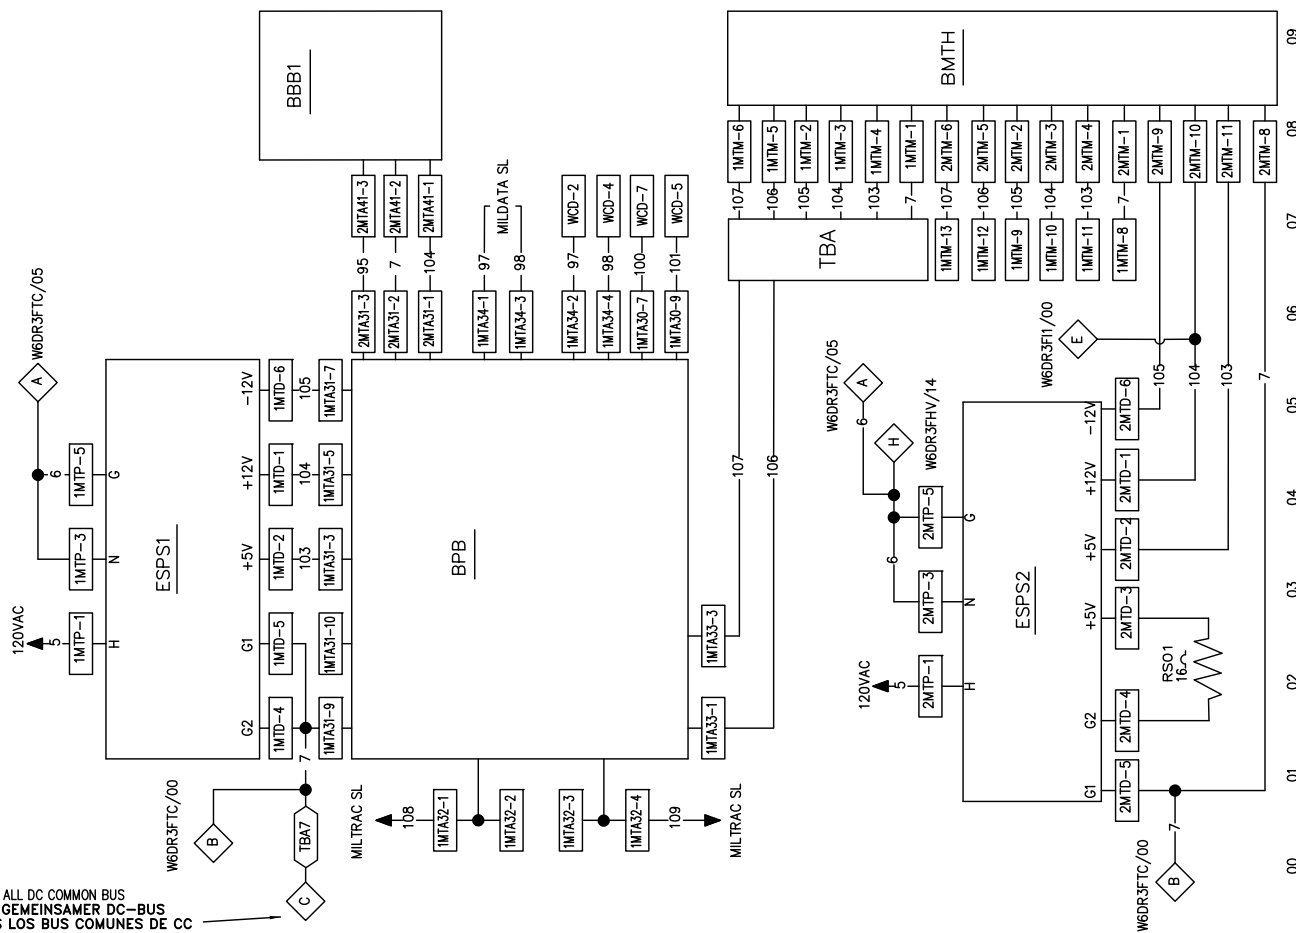 ALL DC COMMON BUS
GEMEINSAMER DC-BUS
LOS BUS COMUNES DE CC
C
TBA7
B
W6DR3FTC/00
7
120VAC
5
1MTP-1
H
1MTP-3
N
6
1MTP-5
G
A
W6DR3FTC/05
ESPS1
G2
G1
+5V
+12V
-12V
1MTD-4
1MTD-5
1MTD-2
1MTD-1
1MTD-6
103
104
105
1MTA31-9
1MTA31-10
1MTA31-3
1MTA31-5
1MTA31-7
BPB
MILTRAC SL
108
1MTA32-1
1MTA32-2
1MTA32-3
1MTA32-4
109
MILTRAC SL
1MTA33-1
1MTA33-3
107
106
BBB1
2MTA31-3
95
2MTA41-3
2MTA31-2
7
2MTA41-2
2MTA31-1
104
2MTA41-1
1MTA34-1
97
1MTA34-3
98
MILDATA SL
1MTA34-2
97
WCD-2
1MTA34-4
98
WCD-4
1MTA30-7
100
WCD-7
1MTA30-9
101
WCD-5
BMTH
TBA
107
1MTM-6
106
1MTM-5
105
1MTM-2
104
1MTM-3
103
1MTM-4
7
1MTM-1
1MTM-13
107
2MTM-6
1MTM-12
106
2MTM-5
1MTM-9
105
2MTM-2
1MTM-10
104
2MTM-3
1MTM-11
103
2MTM-4
1MTM-8
7
2MTM-1
2MTM-9
2MTM-10
2MTM-11
2MTM-8
E
W6DR3FI1/00
105
104
103
7
A
W6DR3FTC/05
6
H
W6DR3FHV/14
6
120VAC
5
2MTP-1
H
2MTP-3
N
2MTP-5
G
ESPS2
G1
G2
+5V
+5V
+12V
-12V
2MTD-5
2MTD-4
2MTD-3
2MTD-2
2MTD-1
2MTD-6
RS01
16Ω
7
B
W6DR3FTC/00
00
01
02
03
04
05
06
07
08
09